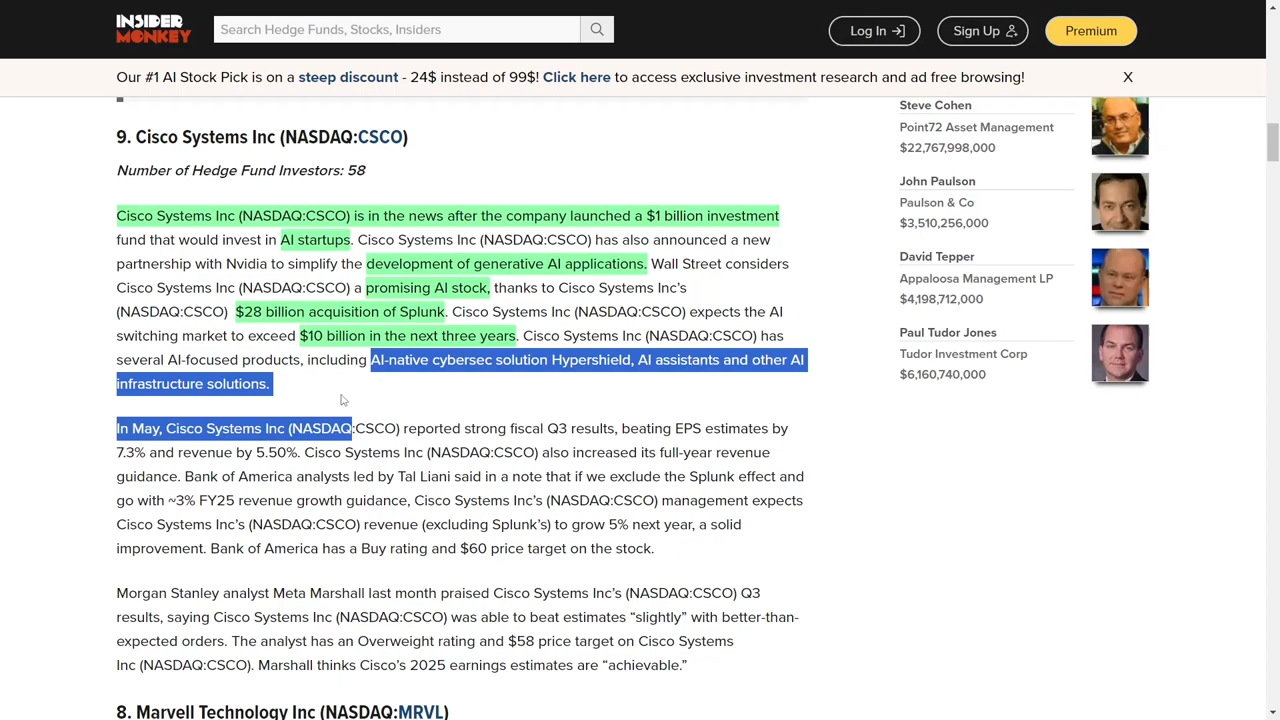 INSIDER
MONKEY
Search Hedge Funds, Stocks, Insiders
Log In
Sign Up
Premium
Our #1 AI Stock Pick is on a steep discount - 24$ instead of 99$! Click here to access exclusive investment research and ad free browsing!
X
9. Cisco Systems Inc (NASDAQ:CSCO)
Number of Hedge Fund Investors: 58
Cisco Systems Inc (NASDAQ:CSCO) is in the news after the company launched a $1 billion investment
fund that would invest in AI startups. Cisco Systems Inc (NASDAQ:CSCO) has also announced a new
partnership with Nvidia to simplify the development of generative AI applications. Wall Street considers
Cisco Systems Inc (NASDAQ:CSCO) a promising AI stock, thanks to Cisco Systems Inc’s
(NASDAQ:CSCO) $28 billion acquisition of Splunk. Cisco Systems Inc (NASDAQ:CSCO) expects the AI
switching market to exceed $10 billion in the next three years. Cisco Systems Inc (NASDAQ:CSCO) has
several AI-focused products, including AI-native cybersec solution Hypershield, AI assistants and other AI
infrastructure solutions.
In May, Cisco Systems Inc (NASDAQ:CSCO) reported strong fiscal Q3 results, beating EPS estimates by
7.3% and revenue by 5.50%. Cisco Systems Inc (NASDAQ:CSCO) also increased its full-year revenue
guidance. Bank of America analysts led by Tal Liani said in a note that if we exclude the Splunk effect and
go with ~3% FY25 revenue growth guidance, Cisco Systems Inc’s (NASDAQ:CSCO) management expects
Cisco Systems Inc’s (NASDAQ:CSCO) revenue (excluding Splunk’s) to grow 5% next year, a solid
improvement. Bank of America has a Buy rating and $60 price target on the stock.
Morgan Stanley analyst Meta Marshall last month praised Cisco Systems Inc’s (NASDAQ:CSCO) Q3
results, saying Cisco Systems Inc (NASDAQ:CSCO) was able to beat estimates “slightly” with better-than-
expected orders. The analyst has an Overweight rating and $58 price target on Cisco Systems
Inc (NASDAQ:CSCO). Marshall thinks Cisco’s 2025 earnings estimates are “achievable.”
8. Marvell Technology Inc (NASDAQ:MRVL)
Steve Cohen
Point72 Asset Management
$22,767,998,000
John Paulson
Paulson & Co
$3,510,256,000
David Tepper
Appaloosa Management LP
$4,198,712,000
Paul Tudor Jones
Tudor Investment Corp
$6,160,740,000